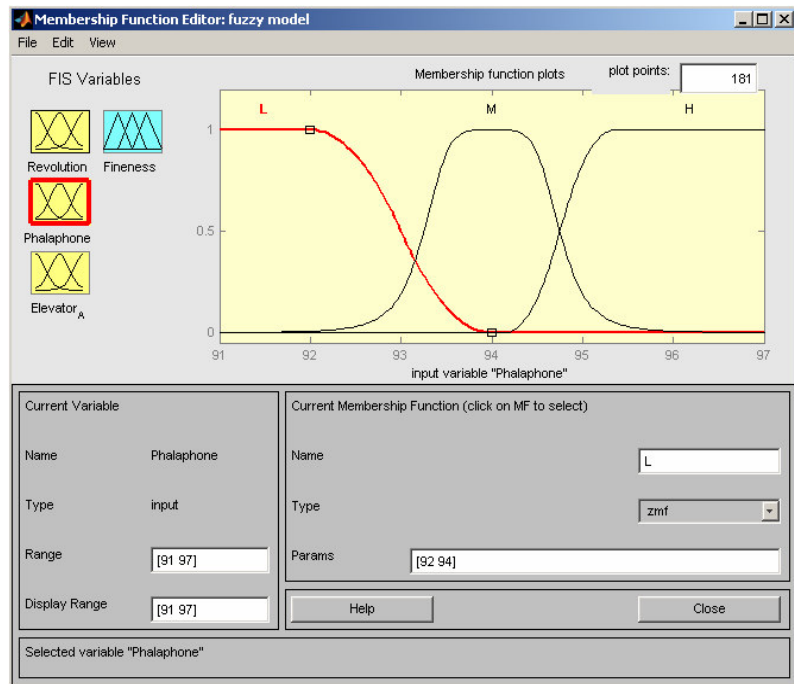 Membership Function Editor: fuzzy model
File Edit View
FIS Variables
Membership function plots
plot points:
181
Revolution
Fineness
Phalaphone
Elevator A
L
M
H
1
0.5
0
91 92 93 94 95 96 97
input variable "Phalaphone"
Current Variable
Name Phalaphone
Type input
Range [91 97]
Display Range [91 97]
Current Membership Function (click on MF to select)
Name L
Type zmf
Params [92 94]
Help
Close
Selected variable "Phalaphone"